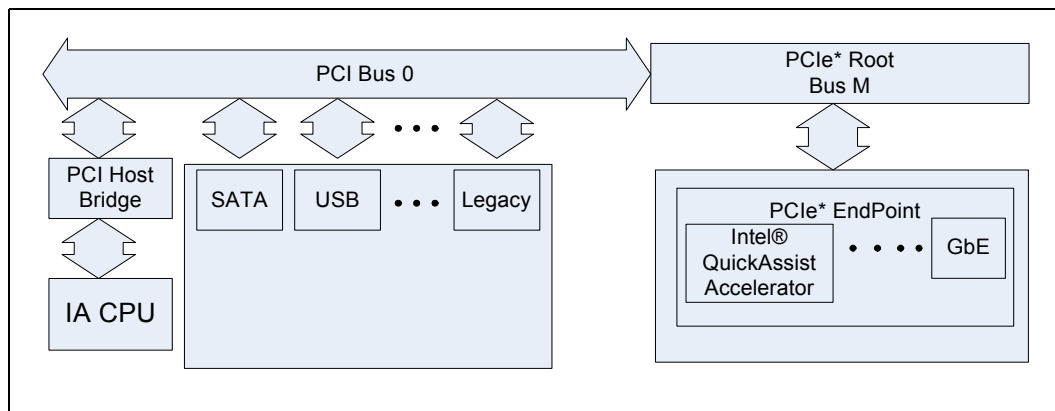 PCI Bus 0
PCIe* Root
Bus M
PCI Host
Bridge
SATA
USB
Legacy
PCIe* EndPoint
Intel®
QuickAssist
Accelerator
GbE
IA CPU